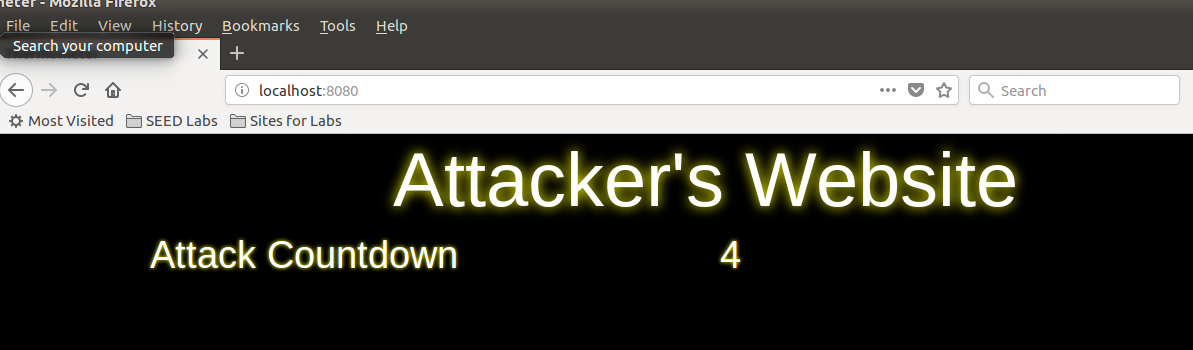 - Mozilla Firefox
File Edit View History Bookmarks Tools Help
Search your computer
localhost:8080
Search
Most Visited SEED Labs Sites for Labs
Attacker's Website
Attack Countdown 4